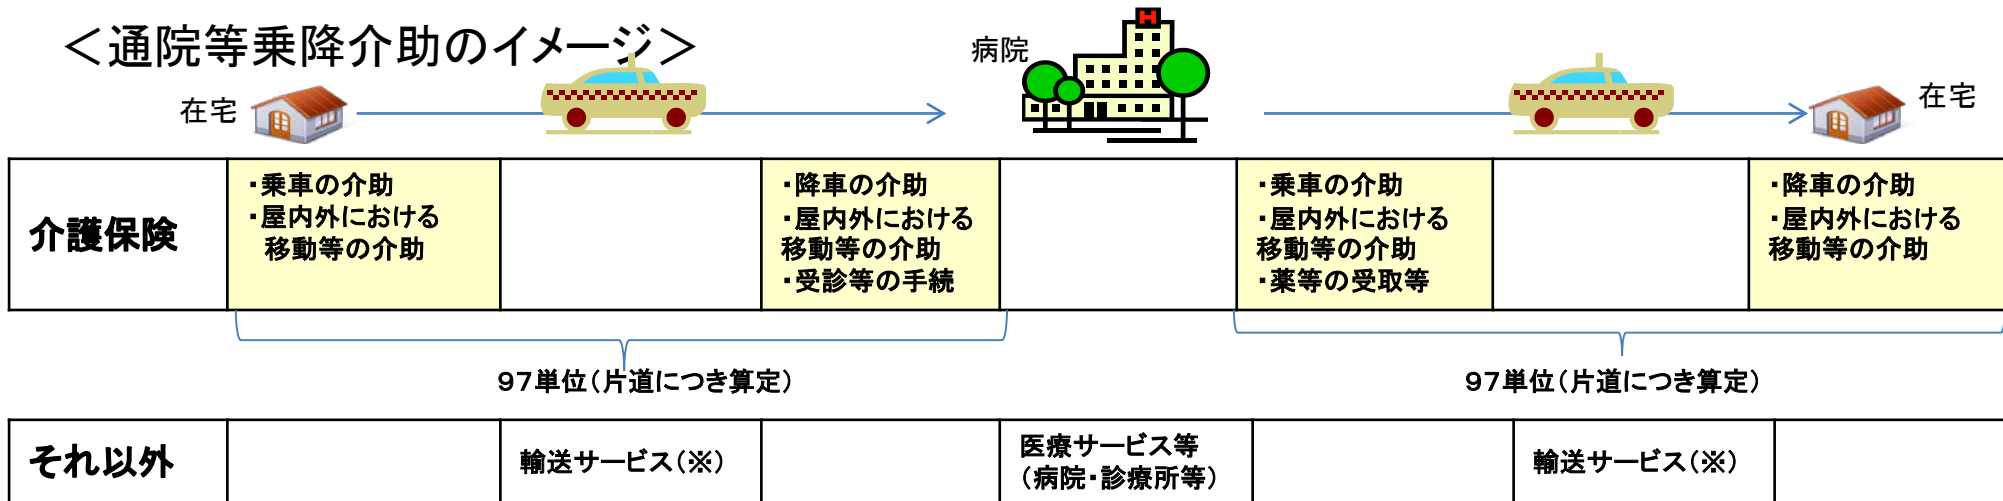 ＜通院等乗降介助のイメージ＞
病院
H
在宅
在宅
介護保険
・乗車の介助
・屋内外における
移動等の介助
・降車の介助
・屋内外における
移動等の介助
・受診等の手続
・乗車の介助
・屋内外における
移動等の介助
・薬等の受取等
・降車の介助
・屋内外における
移動等の介助
９７単位（片道につき算定）
９７単位（片道につき算定）
それ以外
輸送サービス（※）
医療サービス等
（病院・診療所等）
輸送サービス（※）